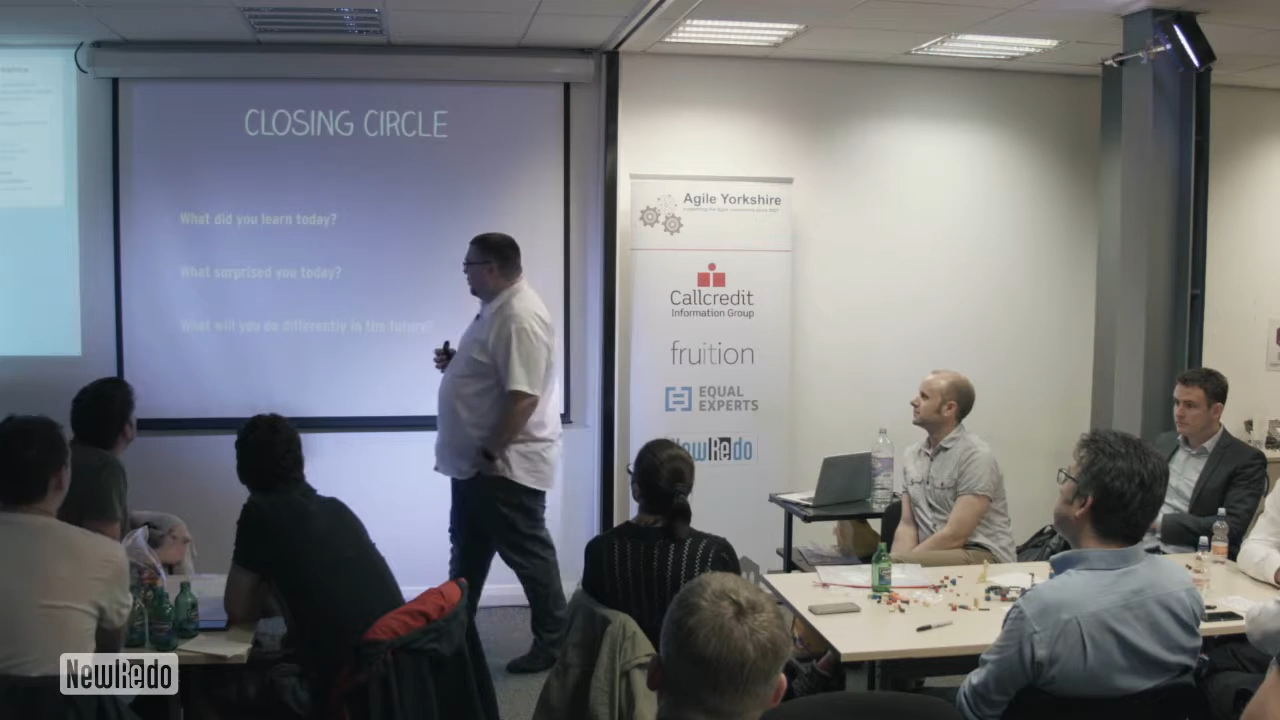 CLOSING CIRCLE
What did you learn today?
What surprised you today?
What will you do differently in the future?
Agile Yorkshire
Callcredit
Information Group
fruition
EQUAL
EXPERTS
NewRedo
NewRedo